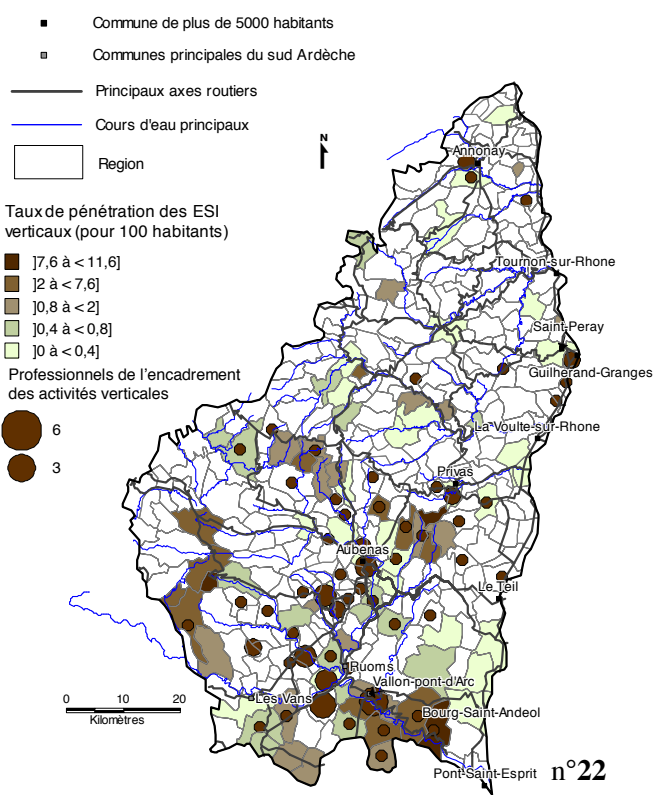 Commune de plus de 5000 habitants
Communes principales du sud Ardèche
Principaux axes routiers
Cours d'eau principaux
Region
N
Taux de pénétration des ESI
verticaux (pour 100 habitants)
]7,6 à < 11,6]
]2 à < 7,6]
]0,8 à < 2]
]0,4 à < 0,8]
]0 à < 0,4]
Professionnels de l'encadrement
des activités verticales
6
3
Annonay
Tournon-sur-Rhone
Saint-Peray
Guilherand-Granges
La Voulte-sur-Rhone
Privas
Aubenas
Le Teil
Ruoms
Vallon-pont-d'Arc
Les Vans
Bourg-Saint-Andeol
Pont-Saint-Esprit
0 10 20
Kilomètres
n°22